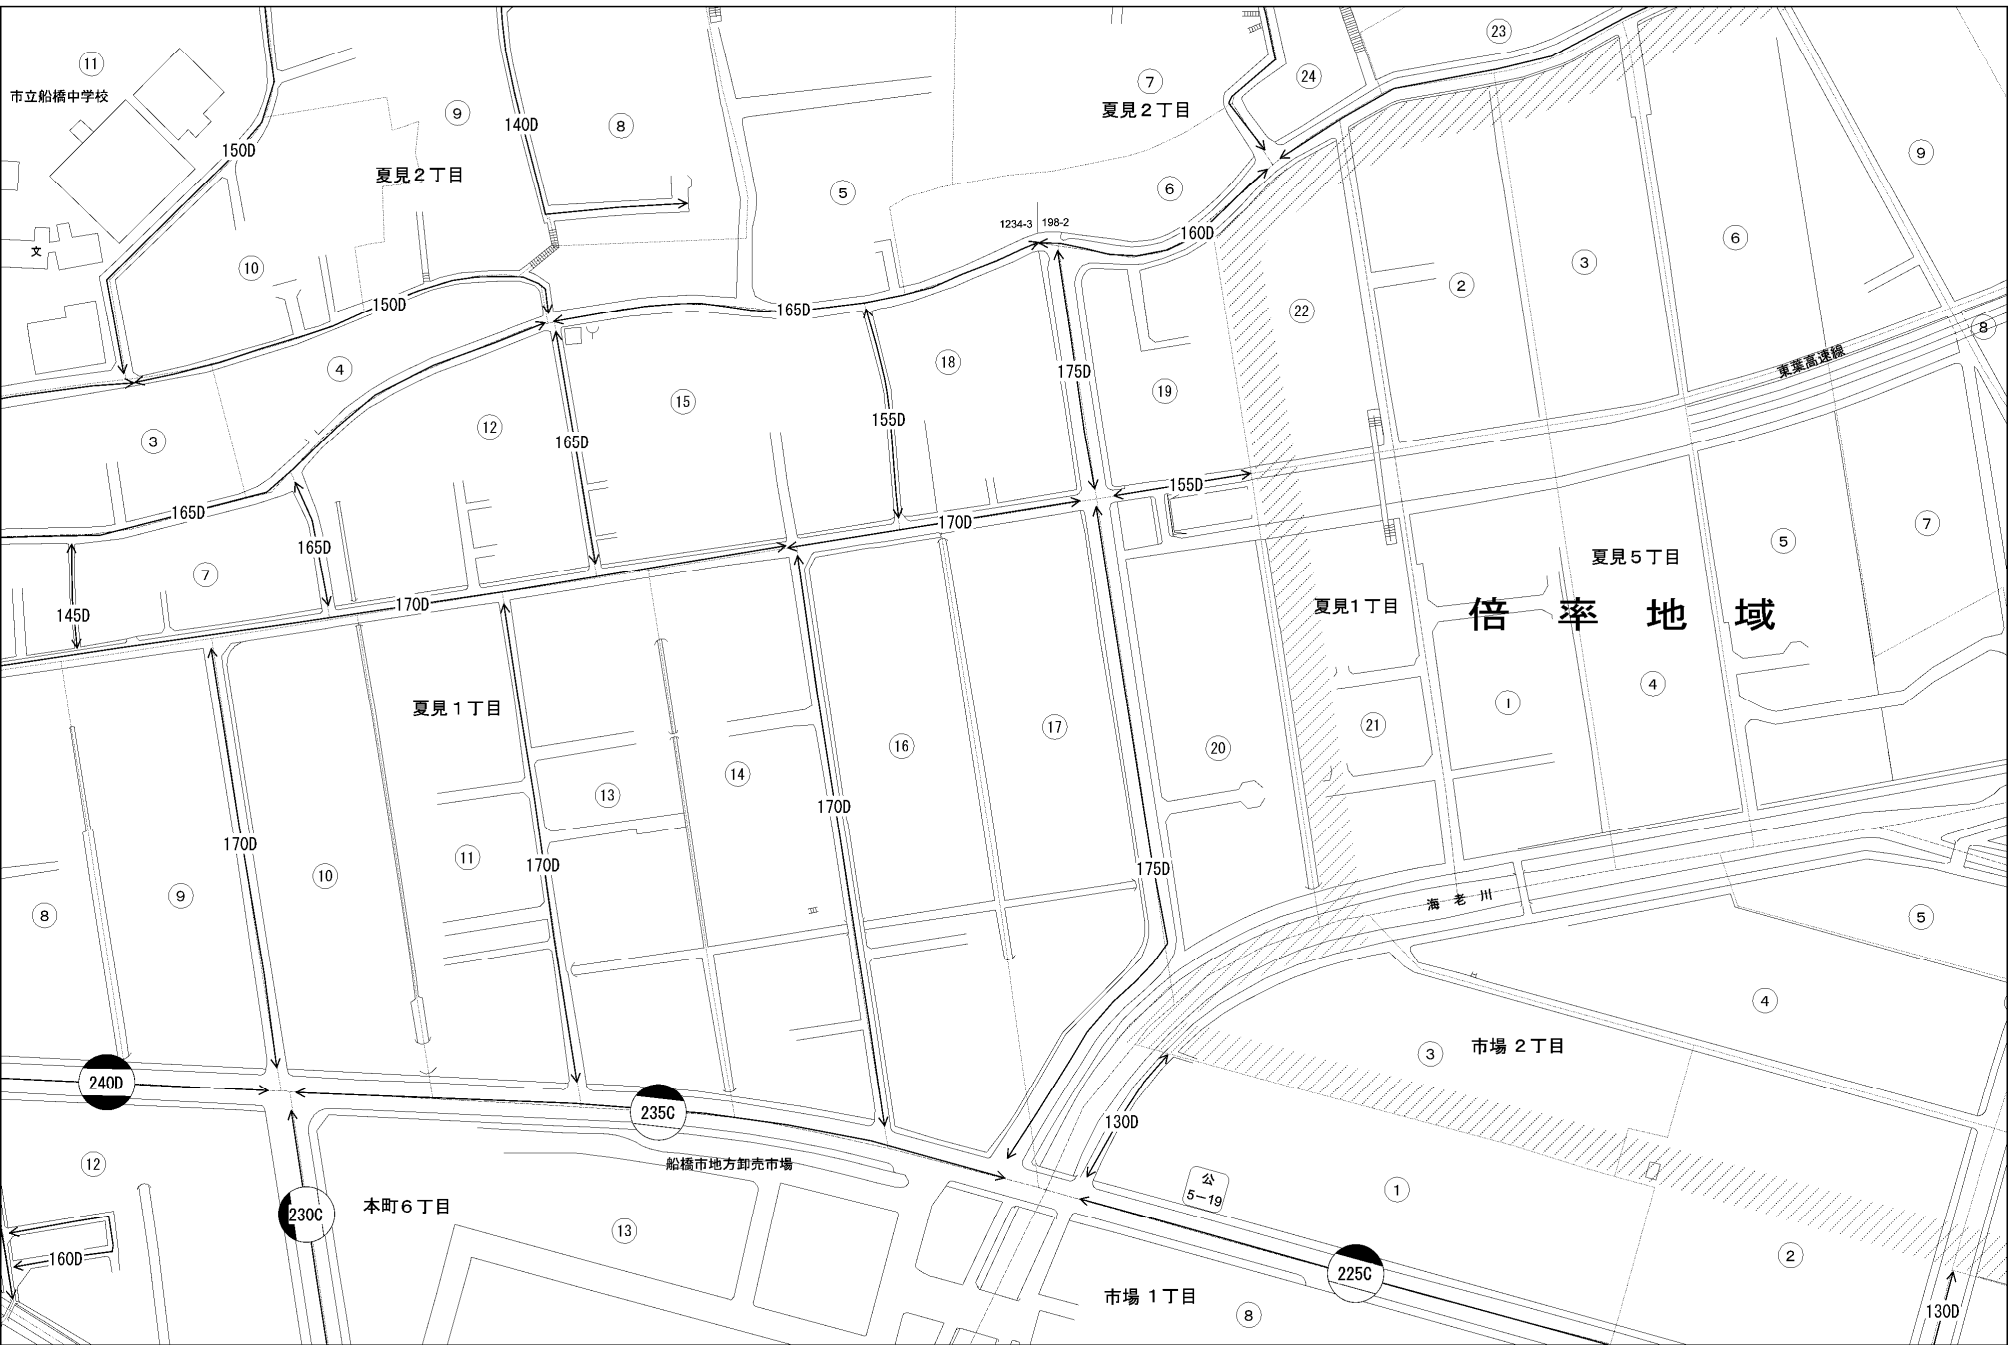 ⑪
市立船橋中学校
150D
⑨
夏見２丁目
140D
⑧
⑤
⑦
夏見２丁目
㉔
㉓
⑥
⑨
文
⑩
150D
1234-3
198-2
160D
㉒
②
③
⑥
⑧
東葉高速線
165D
④
⑱
175D
⑲
⑮
155D
③
⑫
165D
155D
165D
165D
170D
⑦
⑤
⑦
夏見５丁目
145D
170D
夏見１丁目
倍率地域
夏見１丁目
④
①
⑰
⑯
⑳
㉑
⑬
⑭
170D
170D
170D
⑪
⑩
175D
⑨
⑧
海老川
⑤
④
240D
235C
③
市場２丁目
130D
⑫
船橋市地方卸売市場
公
5－19
①
230C
本町６丁目
⑬
160D
②
225C
市場１丁目
⑧
130D